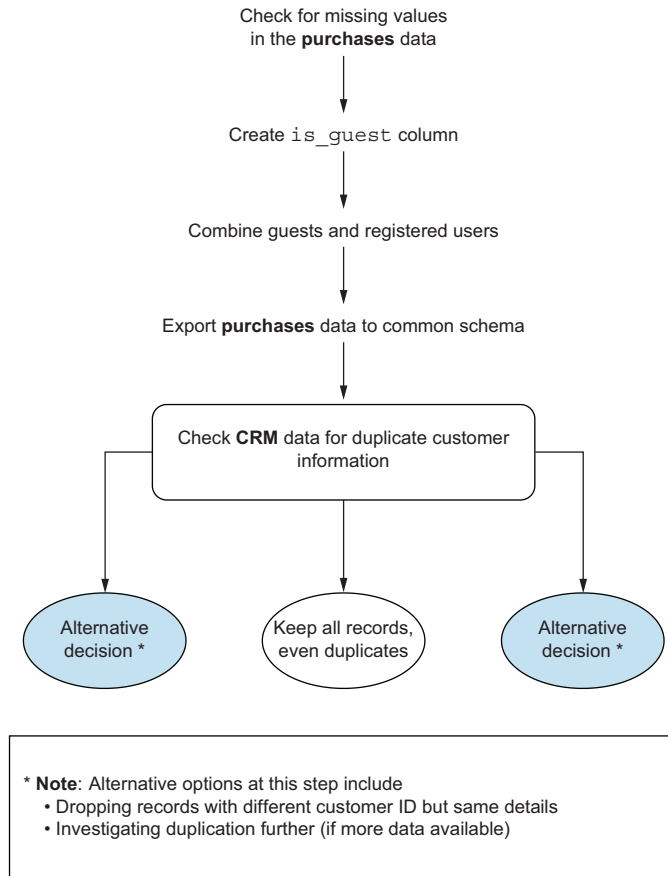 Check for missing values
in the purchases data
Create is_guest column
Combine guests and registered users
Export purchases data to common schema
Check CRM data for duplicate customer
information
Alternative
decision *
Keep all records,
even duplicates
Alternative
decision *
* Note: Alternative options at this step include
• Dropping records with different customer ID but same details
• Investigating duplication further (if more data available)